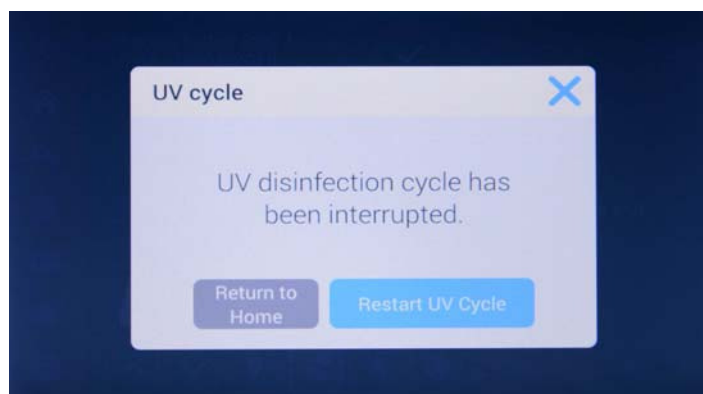 UV cycle
UV disinfection cycle has
been interrupted.
Return to
Home
Restart UV Cycle